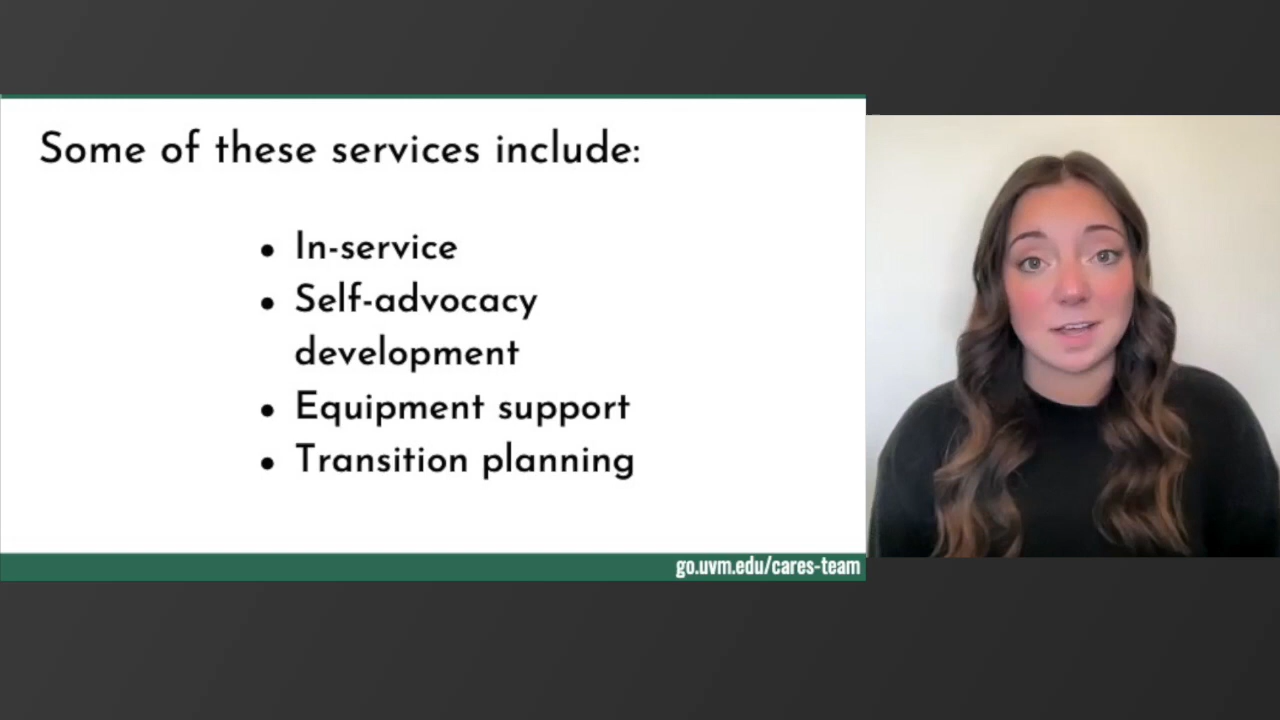 Some of these services include:
• In-service
• Self-advocacy
development
• Equipment support
• Transition planning
go.uvm.edu/cares-team